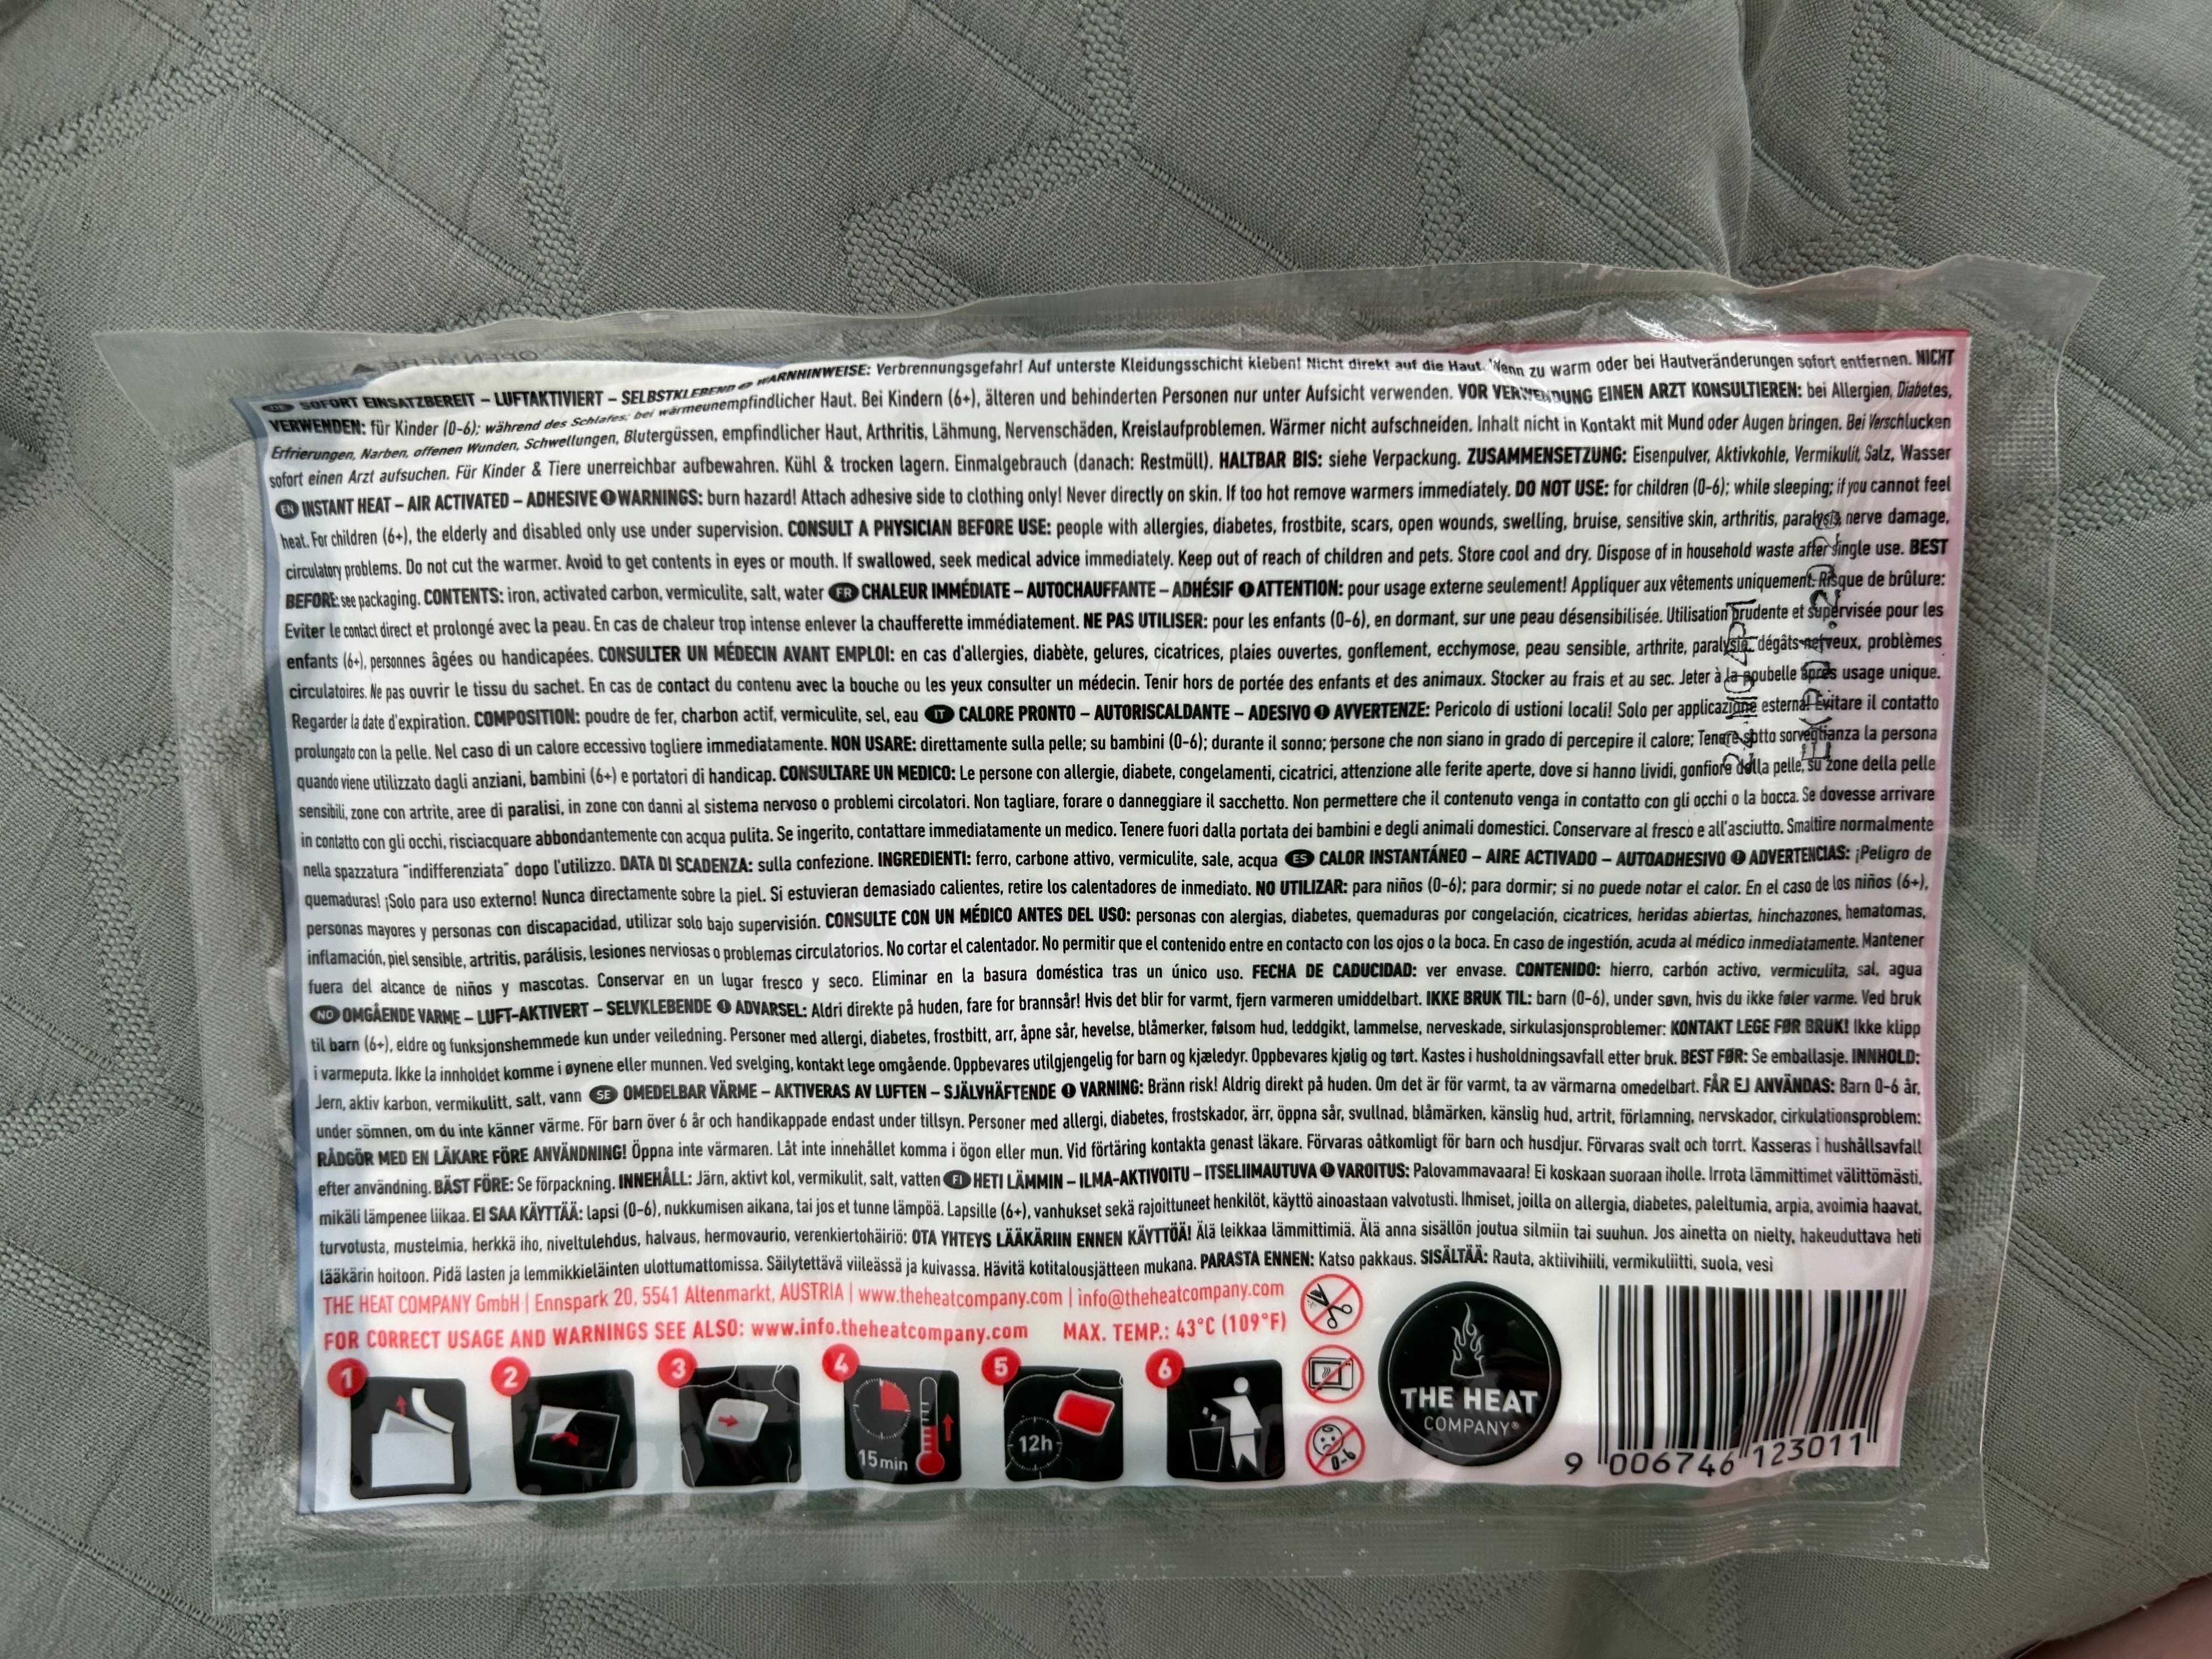 OPEN HERE
DE SOFORT EINSATZBEREIT – LUFTAKTIVIERT – SELBSTKLEBEND WARNHINWEISE: Verbrennungsgefahr! Auf unterste Kleidungsschicht kleben! Nicht direkt auf die Haut. Wenn zu warm oder bei Hautveränderungen sofort entfernen. NICHT
VERWENDEN: für Kinder (0-6); während des Schlafes; bei wärmeunempfindlicher Haut. Bei Kindern (6+), älteren und behinderten Personen nur unter Aufsicht verwenden. VOR VERWENDUNG EINEN ARZT KONSULTIEREN: bei Allergien, Diabetes,
Erfrierungen, Narben, offenen Wunden, Schwellungen, Blutergüssen, empfindlicher Haut, Arthritis, Lähmung, Nervenschäden, Kreislaufproblemen. Wärmer nicht aufschneiden. Inhalt nicht in Kontakt mit Mund oder Augen bringen. Bei Verschlucken
sofort einen Arzt aufsuchen. Für Kinder & Tiere unerreichbar aufbewahren. Kühl & trocken lagern. Einmalgebrauch (danach: Restmüll). HALTBAR BIS: siehe Verpackung. ZUSAMMENSETZUNG: Eisenpulver, Aktivkohle, Vermikulit, Salz, Wasser
EN INSTANT HEAT – AIR ACTIVATED – ADHESIVE WARNINGS: burn hazard! Attach adhesive side to clothing only! Never directly on skin. If too hot remove warmers immediately. DO NOT USE: for children (0-6); while sleeping; if you cannot feel
heat. For children (6+), the elderly and disabled only use under supervision. CONSULT A PHYSICIAN BEFORE USE: people with allergies, diabetes, frostbite, scars, open wounds, swelling, bruise, sensitive skin, arthritis, paralysis, nerve damage,
circulatory problems. Do not cut the warmer. Avoid to get contents in eyes or mouth. If swallowed, seek medical advice immediately. Keep out of reach of children and pets. Store cool and dry. Dispose of in household waste after single use. BEST
BEFORE: see packaging. CONTENTS: iron, activated carbon, vermiculite, salt, water FR CHALEUR IMMÉDIATE – AUTOCHAUFFANTE – ADHÉSIF ATTENTION: pour usage externe seulement! Appliquer aux vêtements uniquement. Risque de brûlure:
Eviter le contact direct et prolongé avec la peau. En cas de chaleur trop intense enlever la chaufferette immédiatement. NE PAS UTILISER: pour les enfants (0-6), en dormant, sur une peau désensibilisée. Utilisation prudente et supervisée pour les
enfants (6+), personnes âgées ou handicapées. CONSULTER UN MÉDECIN AVANT EMPLOI: en cas d'allergies, diabète, gelures, cicatrices, plaies ouvertes, gonflement, ecchymose, peau sensible, arthrite, paralysie, dégâts nerveux, problèmes
circulatoires. Ne pas ouvrir le tissu du sachet. En cas de contact du contenu avec la bouche ou les yeux consulter un médecin. Tenir hors de portée des enfants et des animaux. Stocker au frais et au sec. Jeter à la poubelle après usage unique.
Regarder la date d'expiration. COMPOSITION: poudre de fer, charbon actif, vermiculite, sel, eau IT CALORE PRONTO – AUTORISCALDANTE – ADESIVO AVVERTENZE: Pericolo di ustioni locali! Solo per applicazione esterna! Evitare il contatto
prolungato con la pelle. Nel caso di un calore eccessivo togliere immediatamente. NON USARE: direttamente sulla pelle; su bambini (0-6); durante il sonno; persone che non siano in grado di percepire il calore; Tenere sotto sorveglianza la persona
quando viene utilizzato dagli anziani, bambini (6+) e portatori di handicap. CONSULTARE UN MEDICO: Le persone con allergie, diabete, congelamenti, cicatrici, attenzione alle ferite aperte, dove si hanno lividi, gonfiore della pelle, su zone della pelle
sensibili, zone con artrite, aree di paralisi, in zone con danni al sistema nervoso o problemi circolatori. Non tagliare, forare o danneggiare il sacchetto. Non permettere che il contenuto venga in contatto con gli occhi o la bocca. Se dovesse arrivare
in contatto con gli occhi, risciacquare abbondantemente con acqua pulita. Se ingerito, contattare immediatamente un medico. Tenere fuori dalla portata dei bambini e degli animali domestici. Conservare al fresco e all'asciutto. Smaltire normalmente
nella spazzatura "indifferenziata" dopo l'utilizzo. DATA DI SCADENZA: sulla confezione. INGREDIENTI: ferro, carbone attivo, vermiculite, sale, acqua ES CALOR INSTANTÁNEO – AIRE ACTIVADO – AUTOADHESIVO ADVERTENCIAS: ¡Peligro de
quemaduras! ¡Solo para uso externo! Nunca directamente sobre la piel. Si estuvieran demasiado calientes, retire los calentadores de inmediato. NO UTILIZAR: para niños (0-6); para dormir; si no puede notar el calor. En el caso de los niños (6+),
personas mayores y personas con discapacidad, utilizar solo bajo supervisión. CONSULTE CON UN MÉDICO ANTES DEL USO: personas con alergias, diabetes, quemaduras por congelación, cicatrices, heridas abiertas, hinchazones, hematomas,
inflamación, piel sensible, artritis, parálisis, lesiones nerviosas o problemas circulatorios. No cortar el calentador. No permitir que el contenido entre en contacto con los ojos o la boca. En caso de ingestión, acuda al médico inmediatamente. Mantener
fuera del alcance de niños y mascotas. Conservar en un lugar fresco y seco. Eliminar en la basura doméstica tras un único uso. FECHA DE CADUCIDAD: ver envase. CONTENIDO: hierro, carbón activo, vermiculita, sal, agua
NO OMGÅENDE VARME – LUFT-AKTIVERT – SELVKLEBENDE ADVARSEL: Aldri direkte på huden, fare for brannsår! Hvis det blir for varmt, fjern varmeren umiddelbart. IKKE BRUK TIL: barn (0-6), under søvn, hvis du ikke føler varme. Ved bruk
til barn (6+), eldre og funksjonshemmede kun under veiledning. Personer med allergi, diabetes, frostbitt, arr, åpne sår, hevelse, blåmerker, følsom hud, leddgikt, lammelse, nerveskade, sirkulasjonsproblemer: KONTAKT LEGE FØR BRUK! Ikke klipp
i varmeputa. Ikke la innholdet komme i øynene eller munnen. Ved svelging, kontakt lege omgående. Oppbevares utilgjengelig for barn og kjæledyr. Oppbevares kjølig og tørt. Kastes i husholdningsavfall etter bruk. BEST FØR: Se emballasje. INNHOLD:
Jern, aktiv karbon, vermikulitt, salt, vann SE OMEDELBAR VÄRME – AKTIVERAS AV LUFTEN – SJÄLVHÄFTENDE VARNING: Bränn risk! Aldrig direkt på huden. Om det är för varmt, ta av värmarna omedelbart. FÅR EJ ANVÄNDAS: Barn 0-6 år,
under sömnen, om du inte känner värme. För barn över 6 år och handikappade endast under tillsyn. Personer med allergi, diabetes, frostskador, ärr, öppna sår, svullnad, blåmärken, känslig hud, artrit, förlamning, nervskador, cirkulationsproblem:
RÅDGÖR MED EN LÄKARE FÖRE ANVÄNDNING! Öppna inte värmaren. Låt inte innehållet komma i ögon eller mun. Vid förtäring kontakta genast läkare. Förvaras oåtkomligt för barn och husdjur. Förvaras svalt och torrt. Kasseras i hushållsavfall
efter användning. BÄST FÖRE: Se förpackning. INNEHÅLL: Järn, aktivt kol, vermikulit, salt, vatten FI HETI LÄMMIN – ILMA-AKTIVOITU – ITSELIIMAUTUVA VAROITUS: Palovammavaara! Ei koskaan suoraan iholle. Irrota lämmittimet välittömästi,
mikäli lämpenee liikaa. EI SAA KÄYTTÄÄ: lapsi (0-6), nukkumisen aikana, tai jos et tunne lämpöä. Lapsille (6+), vanhukset sekä rajoittuneet henkilöt, käyttö ainoastaan valvotusti. Ihmiset, joilla on allergia, diabetes, paleltumia, arpia, avoimia haavat,
turvotusta, mustelmia, herkkä iho, niveltulehdus, halvaus, hermovaurio, verenkiertohäiriö: OTA YHTEYS LÄÄKÄRIIN ENNEN KÄYTTÖÄ! Älä leikkaa lämmittimiä. Älä anna sisällön joutua silmiin tai suuhun. Jos ainetta on nielty, hakeuduttava heti
lääkärin hoitoon. Pidä lasten ja lemmikkieläinten ulottumattomissa. Säilytettävä viileässä ja kuivassa. Hävitä kotitalousjätteen mukana. PARASTA ENNEN: Katso pakkaus. SISÄLTÄÄ: Rauta, aktiivihiili, vermikuliitti, suola, vesi
THE HEAT COMPANY GmbH | Ennspark 20, 5541 Altenmarkt, AUSTRIA | www.theheatcompany.com | info@theheatcompany.com
FOR CORRECT USAGE AND WARNINGS SEE ALSO: www.info.theheatcompany.com MAX. TEMP.: 43°C (109°F)
1 2 3 4 5 6
15min
12h
0-6
THE HEAT
COMPANY®
9 006746 123011